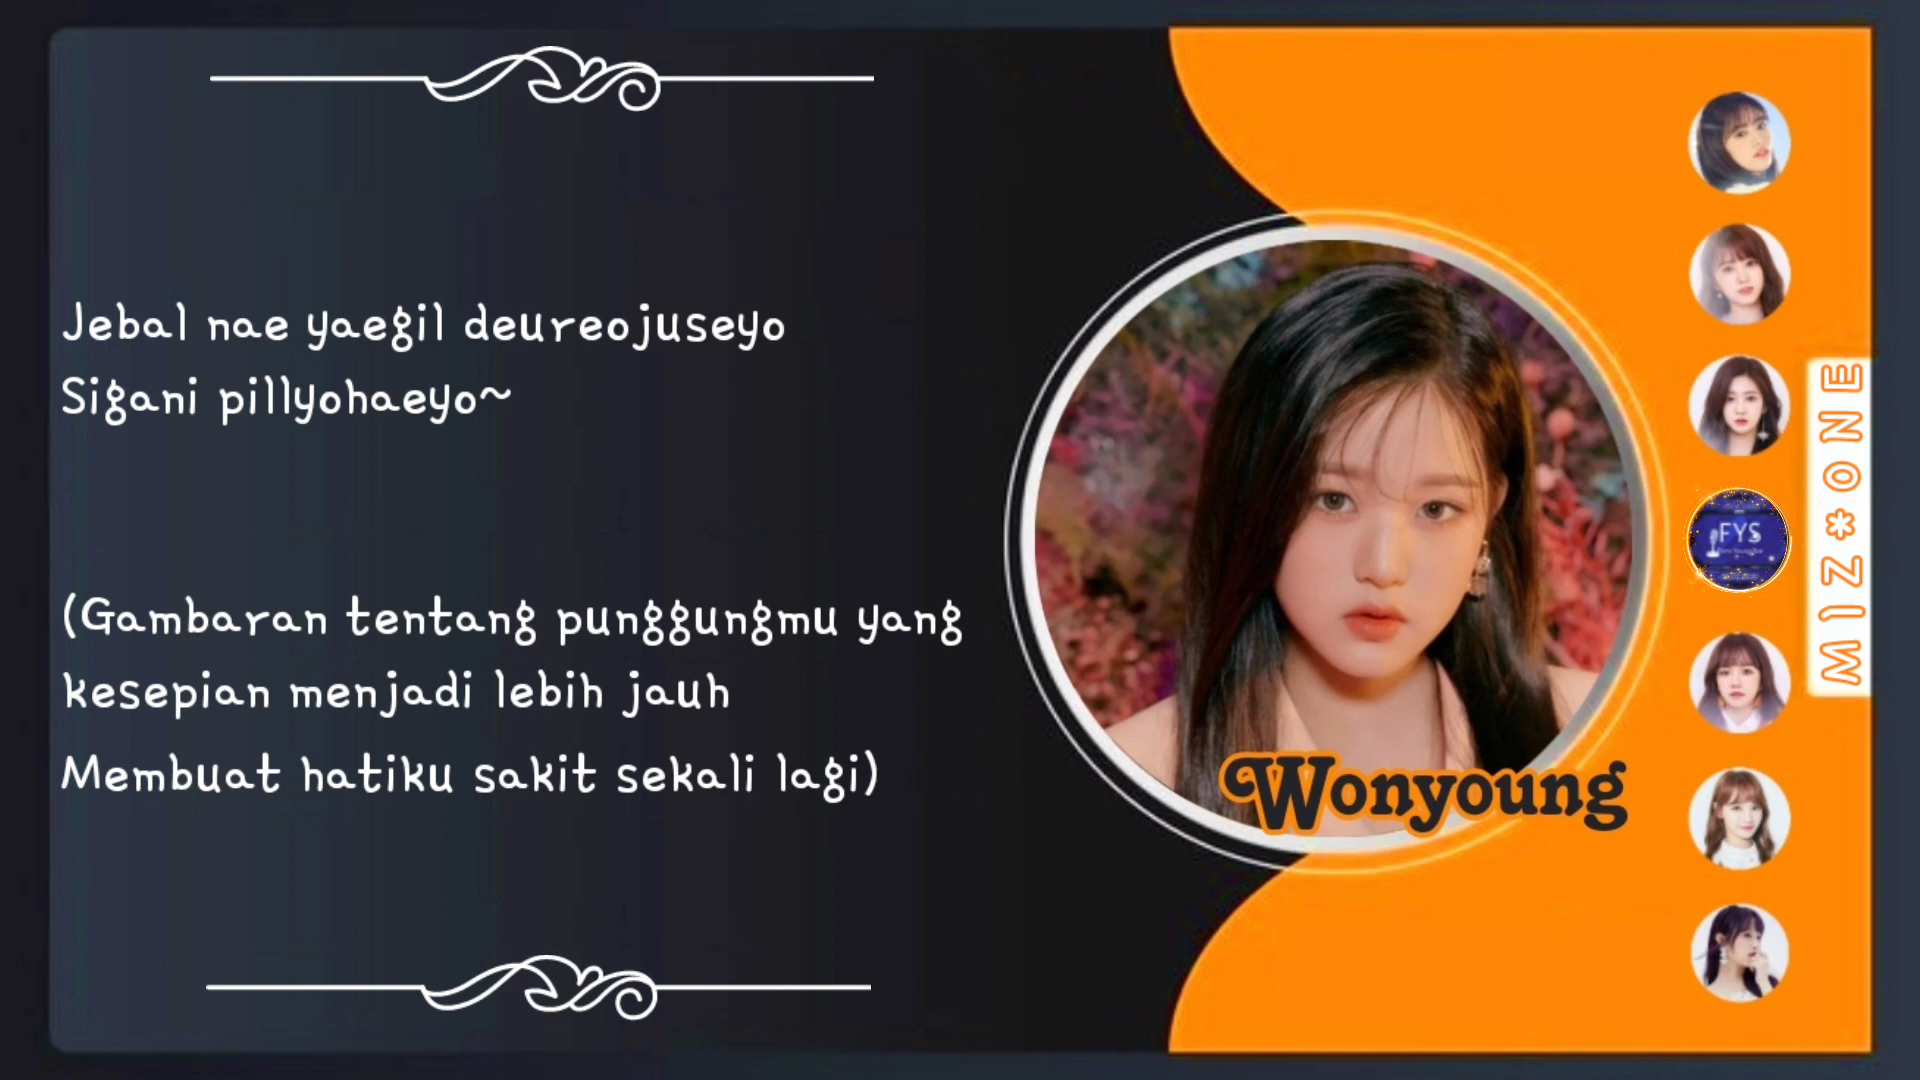 Jebal nae yaegil deureojuseyo
Sigani pillyohaeyo~
(Gambaran tentang punggungmu yang
kesepian menjadi lebih jauh
Membuat hatiku sakit sekali lagi)
Wonyoung
FYS
MIZ*ONE